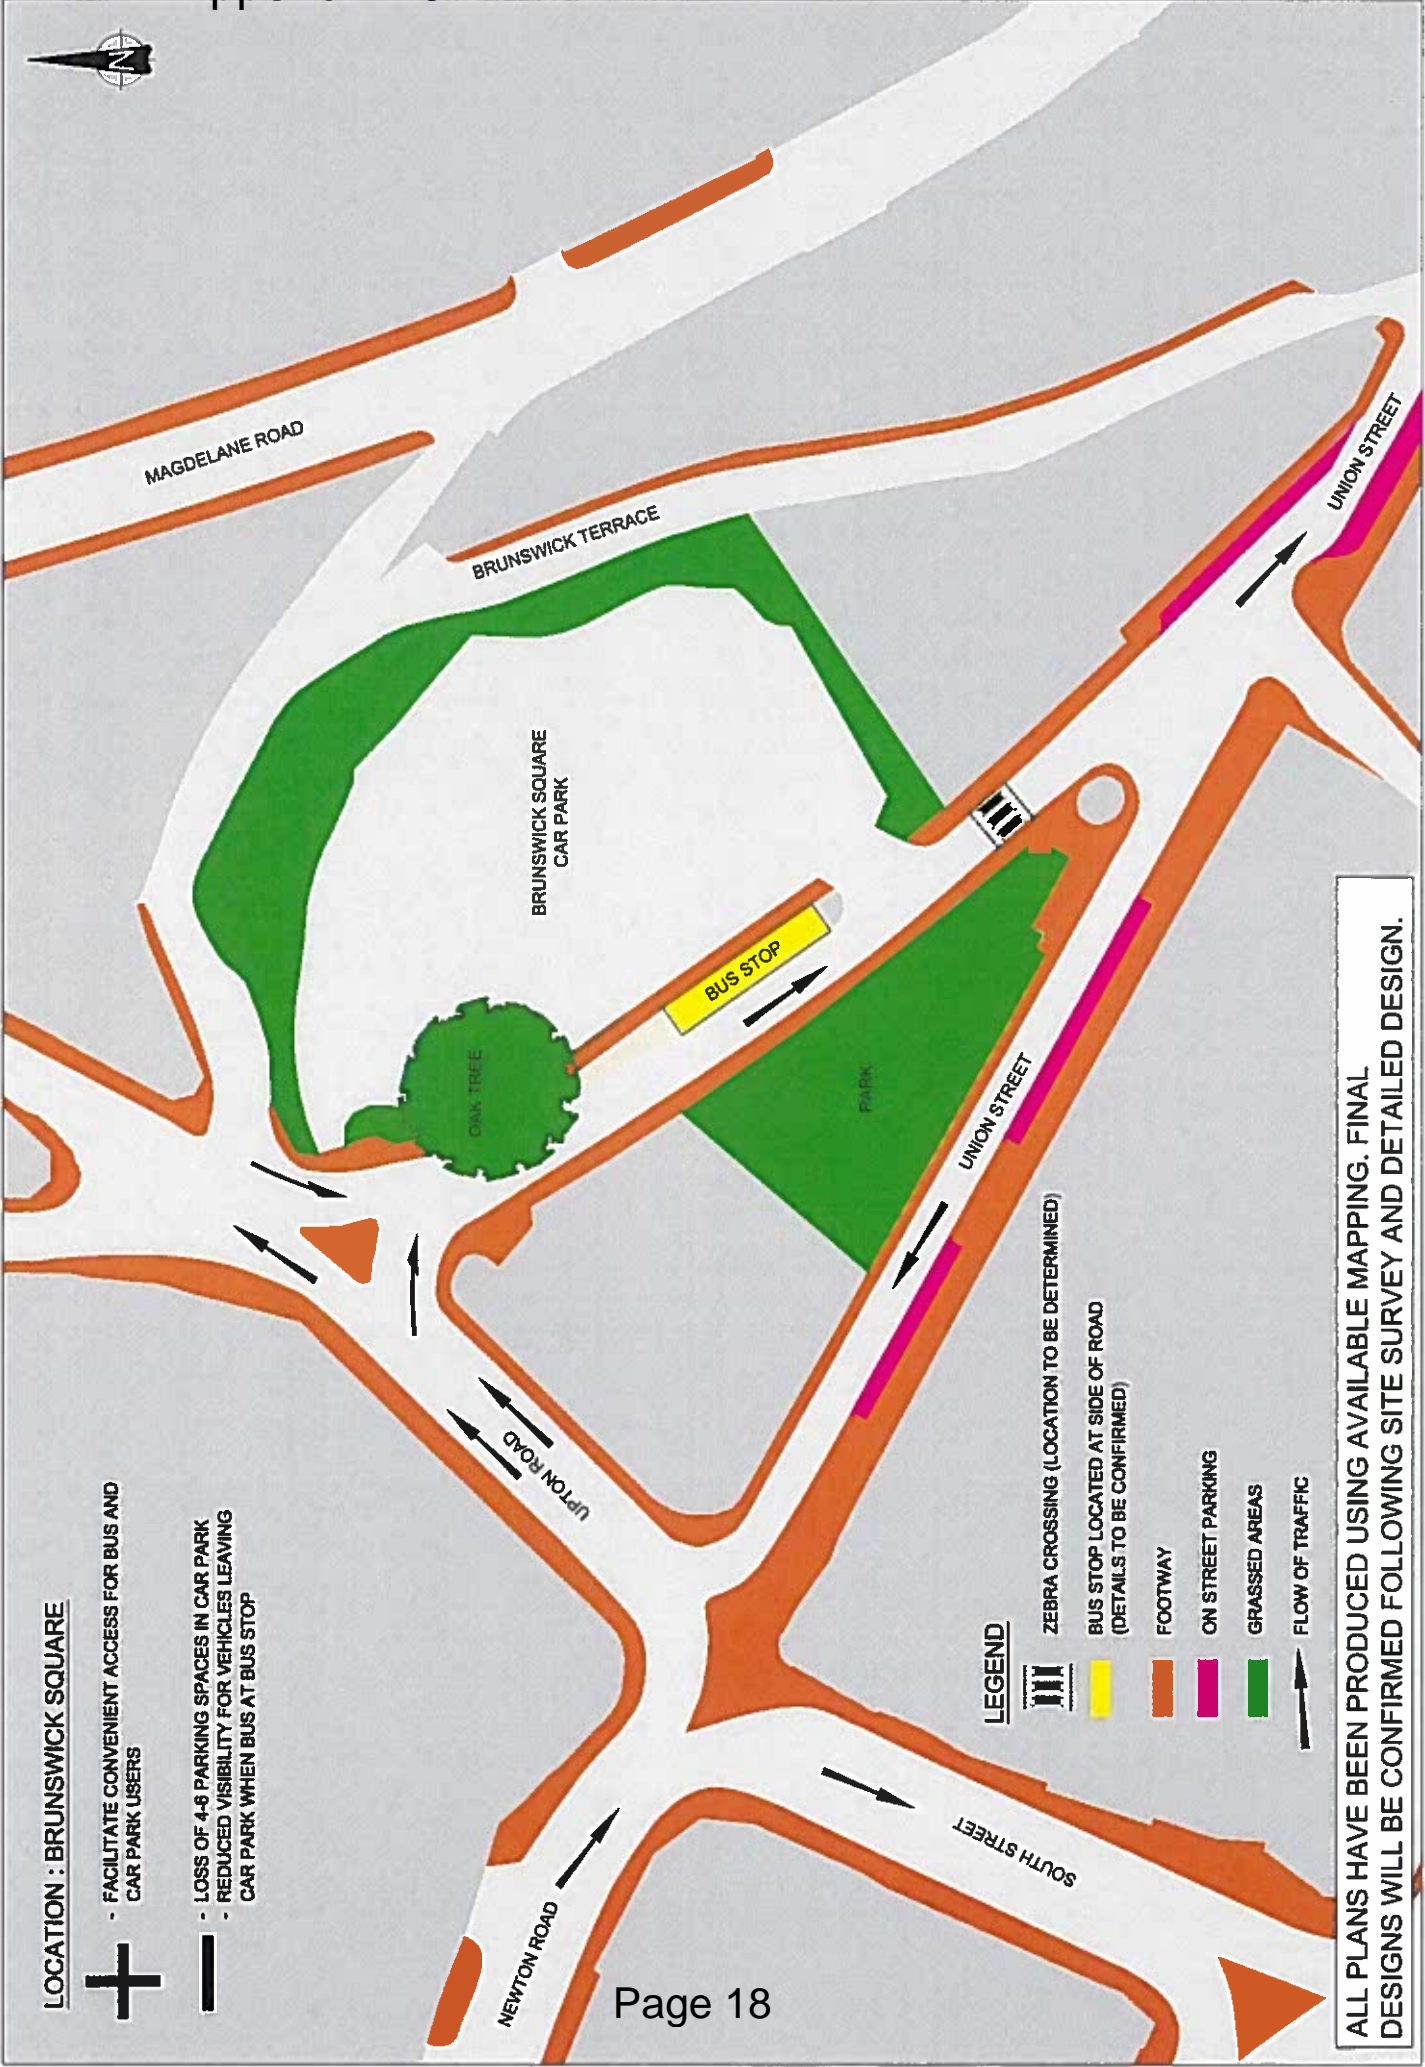 LOCATION : BRUNSWICK SQUARE
+ - FACILITATE CONVENIENT ACCESS FOR BUS AND
CAR PARK USERS
- - LOSS OF 4-6 PARKING SPACES IN CAR PARK
- REDUCED VISIBILITY FOR VEHICLES LEAVING
CAR PARK WHEN BUS AT BUS STOP
N
MAGDELANE ROAD
BRUNSWICK TERRACE
BRUNSWICK SQUARE
CAR PARK
OAK TREE
BUS STOP
PARK
UNION STREET
UNION STREET
UPTON ROAD
NEWTON ROAD
SOUTH STREET
LEGEND
ZEBRA CROSSING (LOCATION TO BE DETERMINED)
BUS STOP LOCATED AT SIDE OF ROAD
(DETAILS TO BE CONFIRMED)
FOOTWAY
ON STREET PARKING
GRASSED AREAS
FLOW OF TRAFFIC
ALL PLANS HAVE BEEN PRODUCED USING AVAILABLE MAPPING. FINAL
DESIGNS WILL BE CONFIRMED FOLLOWING SITE SURVEY AND DETAILED DESIGN.
Page 18